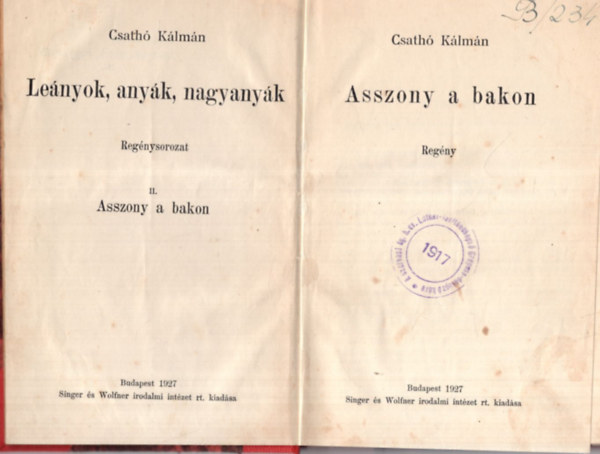 Csathó Kálmán
Leányok, anyák, nagyanyák
Regénysorozat
II.
Asszony a bakon
Budapest 1927
Singer és Wolfner irodalmi intézet rt. kiadása
B/234
Csathó Kálmán
Asszony a bakon
Regény
1917
Budapest 1927
Singer és Wolfner irodalmi intézet rt. kiadása